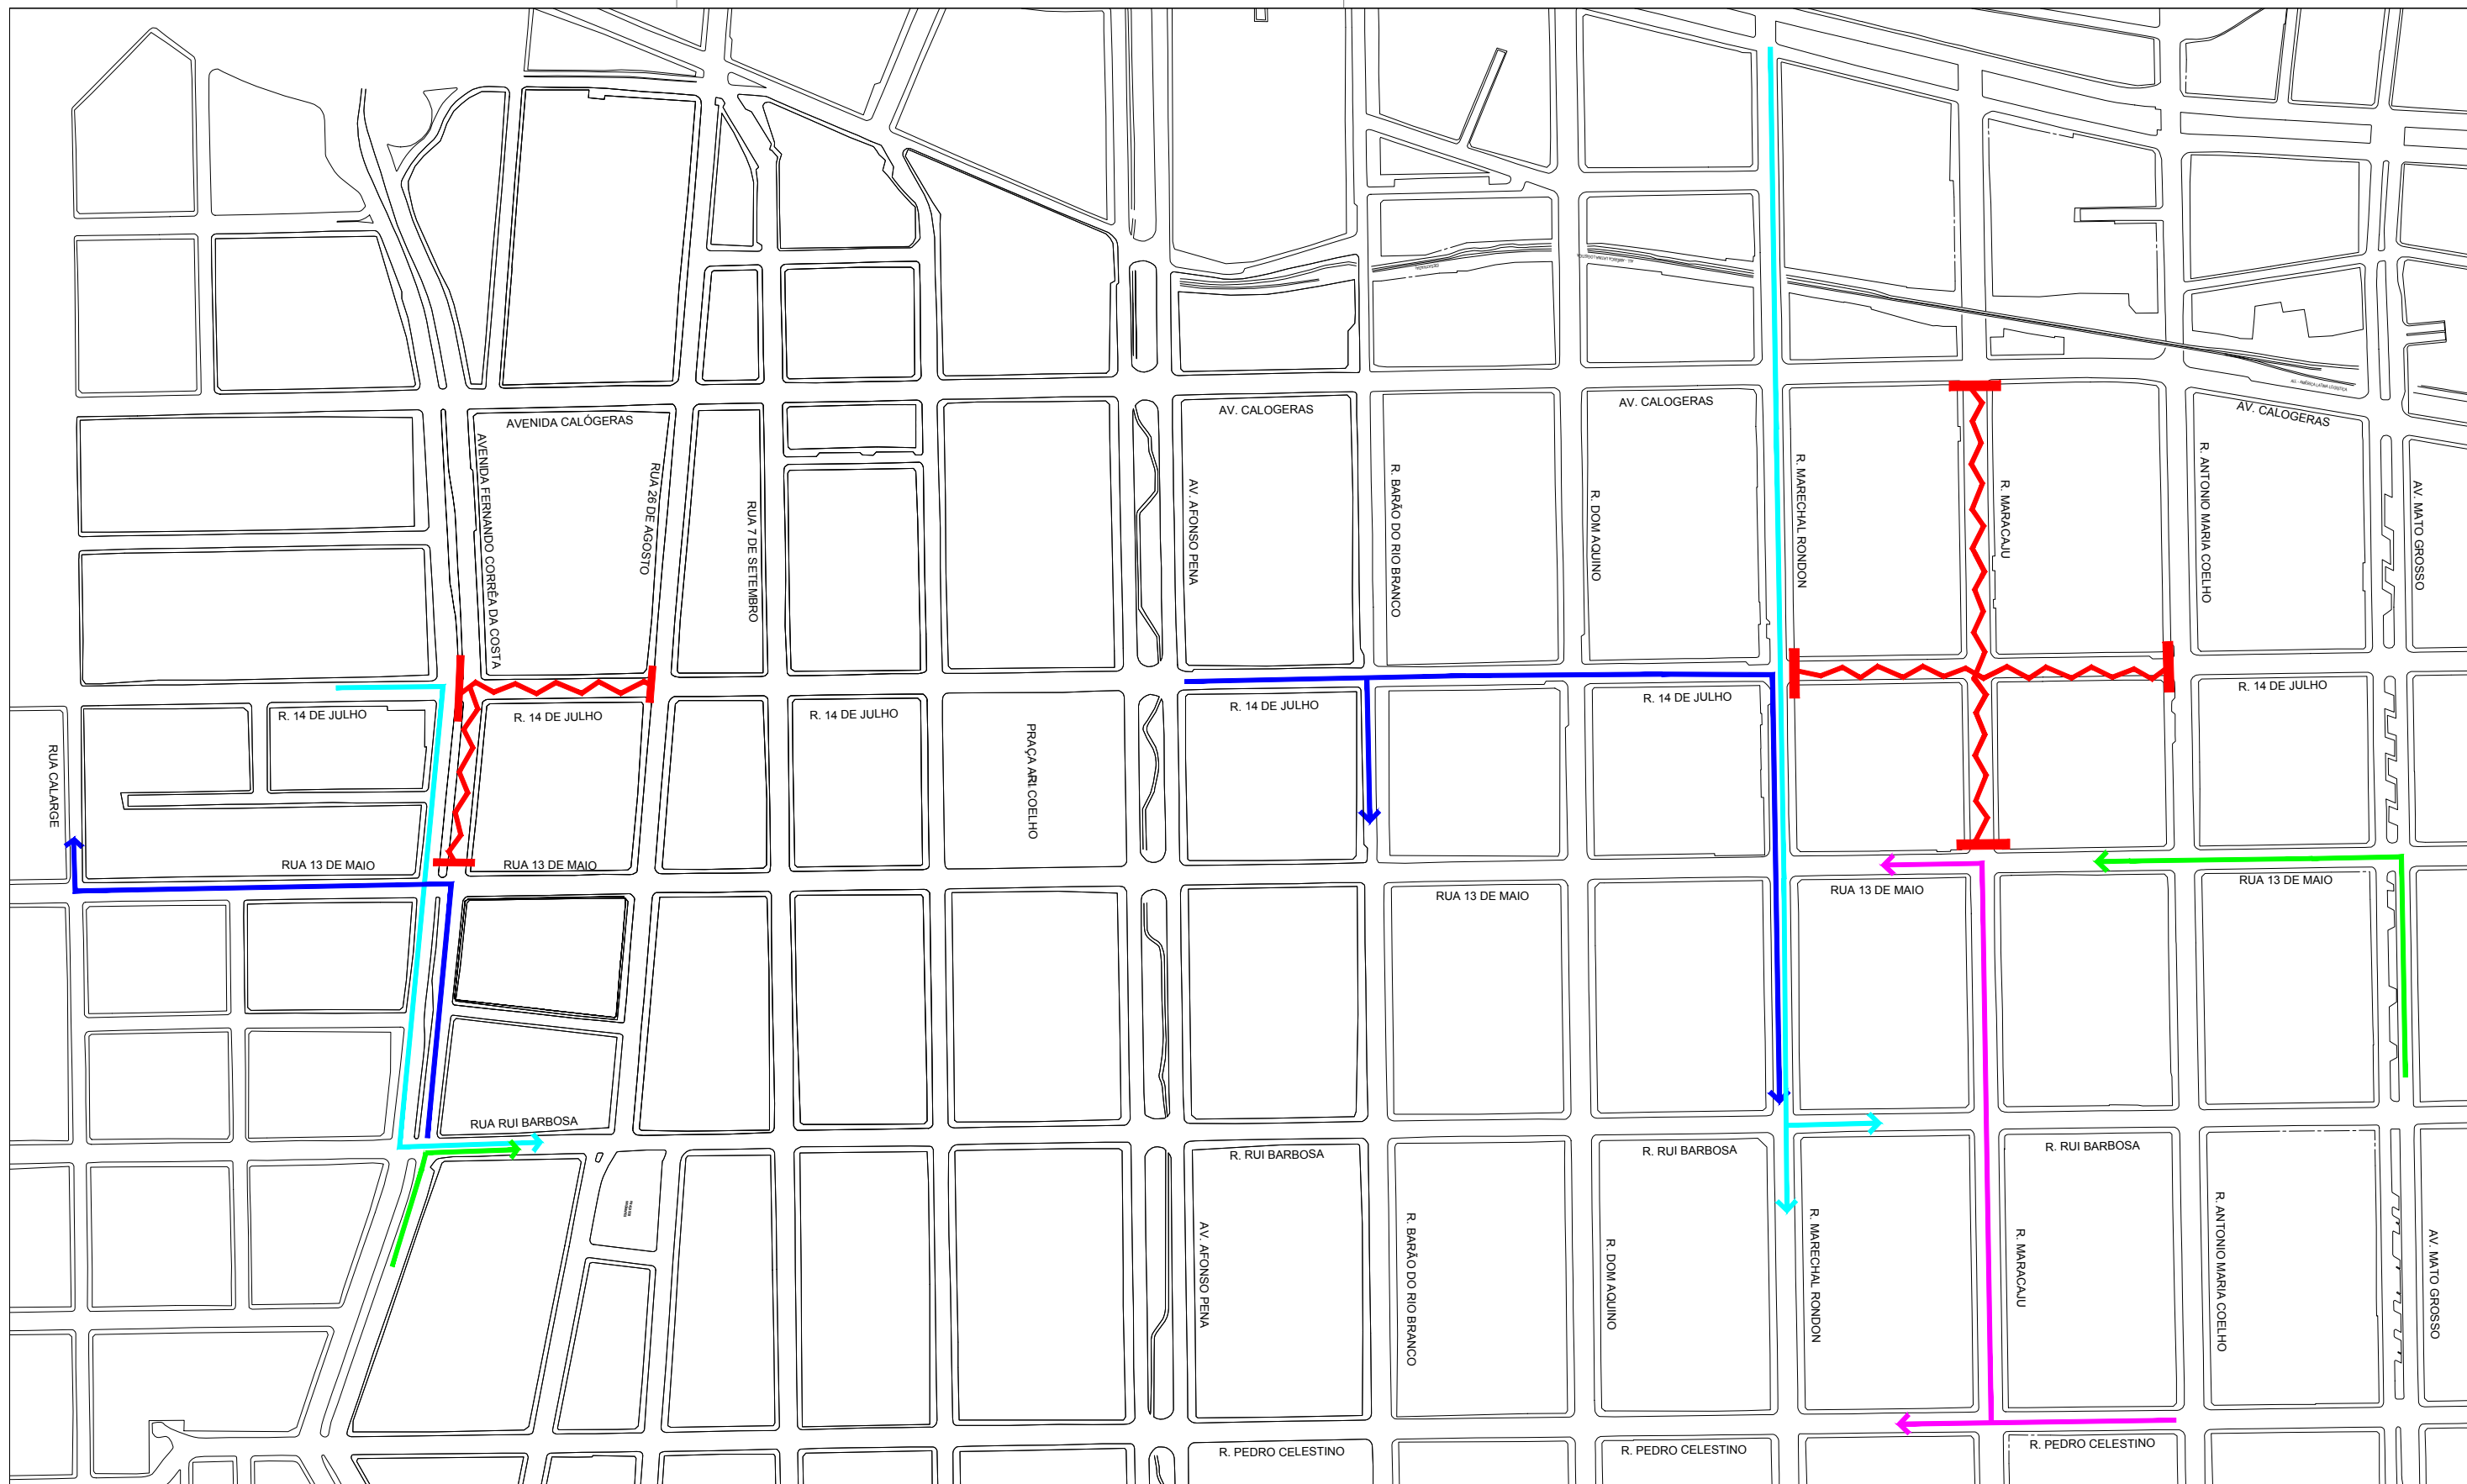 AV. CALOGERAS
AV. CALOGERAS
AV. CALOGERAS
AVENIDA CALÓGERAS
AVENIDA FERNANDO CORRÊA DA COSTA
RUA 26 DE AGOSTO
RUA 7 DE SETEMBRO
AV. AFONSO PENA
R. BARÃO DO RIO BRANCO
R. DOM AQUINO
R. MARECHAL RONDON
R. MARACAJU
R. ANTONIO MARIA COELHO
AV. MATO GROSSO
R. 14 DE JULHO
R. 14 DE JULHO
R. 14 DE JULHO
R. 14 DE JULHO
R. 14 DE JULHO
R. 14 DE JULHO
RUA CALARGE
PRAÇA ARI COELHO
RUA 13 DE MAIO
RUA 13 DE MAIO
RUA 13 DE MAIO
RUA 13 DE MAIO
RUA 13 DE MAIO
RUA RUI BARBOSA
R. RUI BARBOSA
R. RUI BARBOSA
R. RUI BARBOSA
AV. AFONSO PENA
R. BARÃO DO RIO BRANCO
R. DOM AQUINO
R. MARECHAL RONDON
R. MARACAJU
R. ANTONIO MARIA COELHO
AV. MATO GROSSO
R. PEDRO CELESTINO
R. PEDRO CELESTINO
R. PEDRO CELESTINO